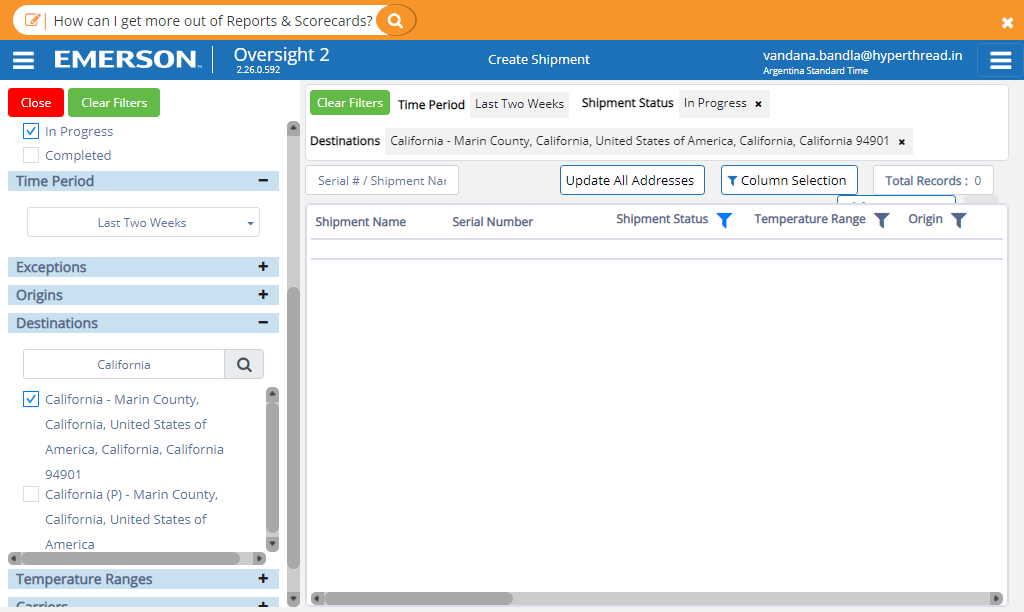 How can I get more out of Reports & Scorecards?
EMERSON
Oversight 2
2.26.0.592
Create Shipment
vandana.bandla@hyperthread.in
Argentina Standard Time
Close
Clear Filters
In Progress
Completed
Time Period
Last Two Weeks
Exceptions
Origins
Destinations
California
California - Marin County,
California, United States of
America, California, California
94901
California (P) - Marin County,
California, United States of
America
Temperature Ranges
Carriers
Clear Filters
Time Period
Last Two Weeks
Shipment Status
In Progress ×
Destinations
California - Marin County, California, United States of America, California, California 94901 ×
Serial # / Shipment Nar
Update All Addresses
Column Selection
Total Records : 0
Shipment Name
Serial Number
Shipment Status
Temperature Range
Origin